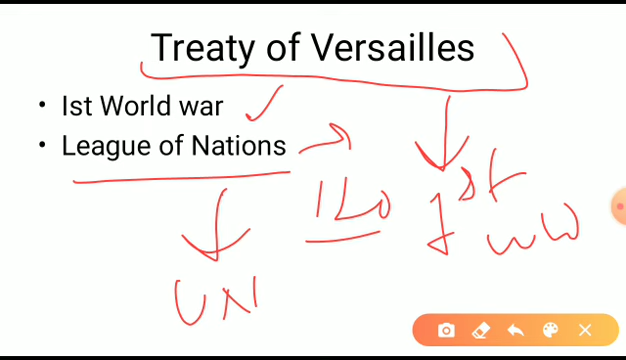 Treaty of Versailles
• Ist World war
• League of Nations
ILO
1st
WW
UN